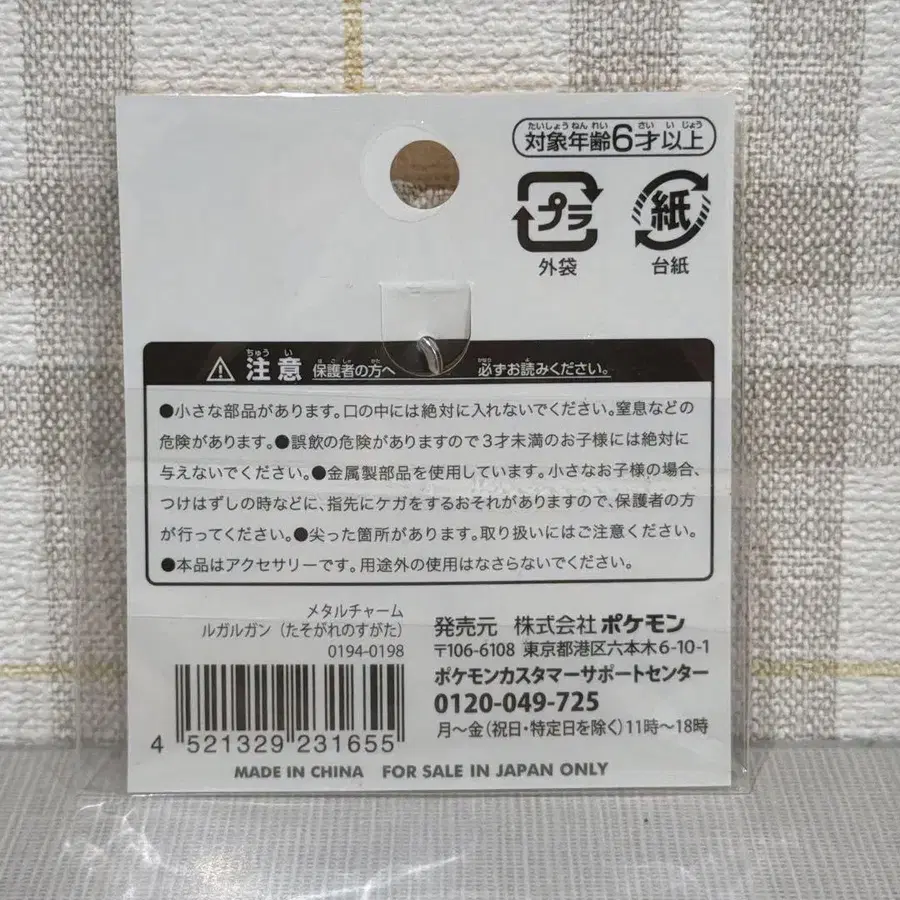 たいしょうねんれい さい いじょう
対象年齢6才以上
プラ
紙
外袋
台紙
ちゅう い ほ ご しゃ かた かなら よ
注意 保護者の方へ 必ずお読みください。
●小さな部品があります。口の中には絶対に入れないでください。窒息などの
危険があります。●誤飲の危険がありますので3才未満のお子様には絶対に
与えないでください。●金属製部品を使用しています。小さなお子様の場合、
つけはずしの時などに、指先にケガをするおそれがありますので、保護者の方
が行ってください。●尖った箇所があります。取り扱いにはご注意ください。
●本品はアクセサリーです。用途外の使用はなさらないでください。
メタルチャーム
ルガルガン(たそがれのすがた)
0194-0198
4 521329 231655
発売元 株式会社 ポケモン
〒106-6108 東京都港区六本木6-10-1
ポケモンカスタマーサポートセンター
0120-049-725
月~金(祝日・特定日を除く)11時~18時
MADE IN CHINA FOR SALE IN JAPAN ONLY